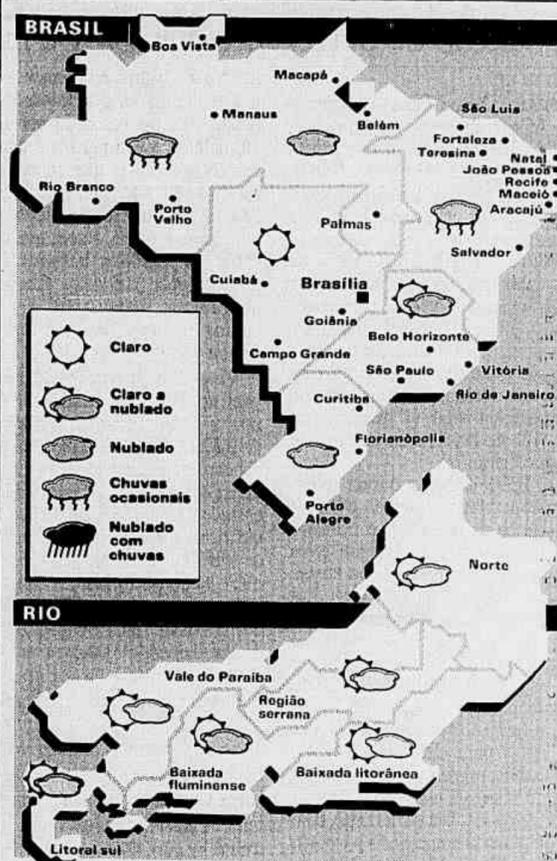 BRASIL
Boa Vista
Macapá
Manaus
Belém
São Luis
Fortaleza
Teresina
Natal
João Pessoa
Recife
Maceió
Aracajú
Rio Branco
Porto
Velho
Palmas
Salvador
Cuiabá
Brasília
Goiânia
Belo Horizonte
Campo Grande
São Paulo
Vitória
Rio de Janeiro
Curitiba
Florianópolis
Porto
Alegre
Claro
Claro a
nublado
Nublado
Chuvas
ocasionais
Nublado
com
chuvas
RIO
Norte
Vale do Paraiba
Região
serrana
Baixada
fluminense
Baixada litorânea
Litoral sul